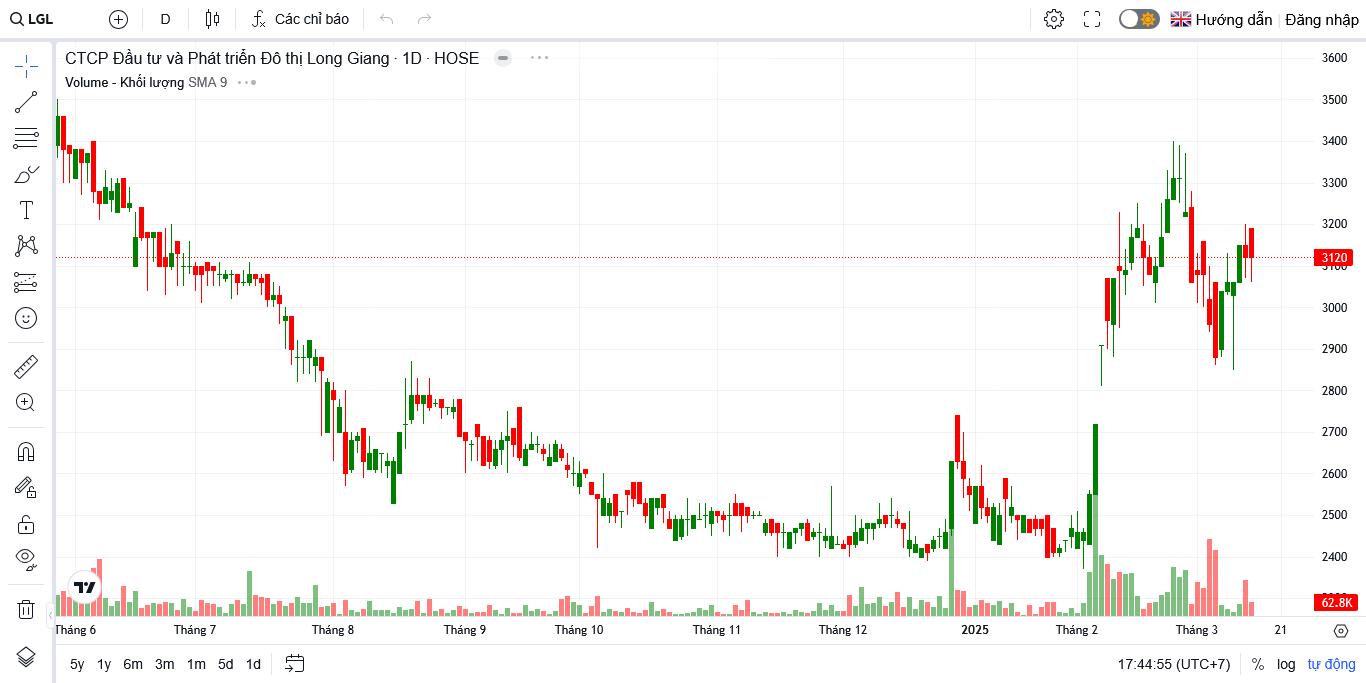 LGL D Các chỉ báo Hướng dẫn Đăng nhập
CTCP Đầu tư và Phát triển Đô thị Long Giang · 1D · HOSE
Volume - Khối lượng SMA 9
3600
3500
3400
3300
3200
3120
3100
3000
2900
2800
2700
2600
2500
2400
62.8K
Tháng 6 Tháng 7 Tháng 8 Tháng 9 Tháng 10 Tháng 11 Tháng 12 2025 Tháng 2 Tháng 3 21
5y 1y 6m 3m 1m 5d 1d 17:44:55 (UTC+7) % log tự động